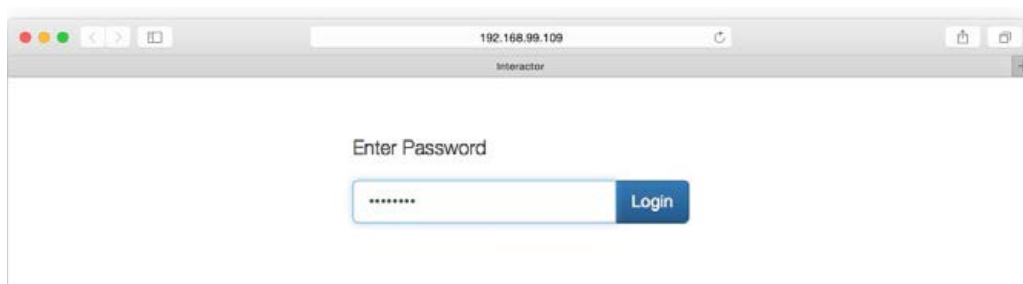 192.168.99.109
Interactor
Enter Password
••••••••
Login